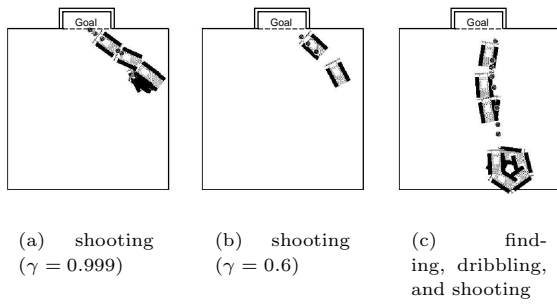 Goal
Goal
Goal
(a) shooting
(γ = 0.999)
(b) shooting
(γ = 0.6)
(c) find-
ing, dribbling,
and shooting